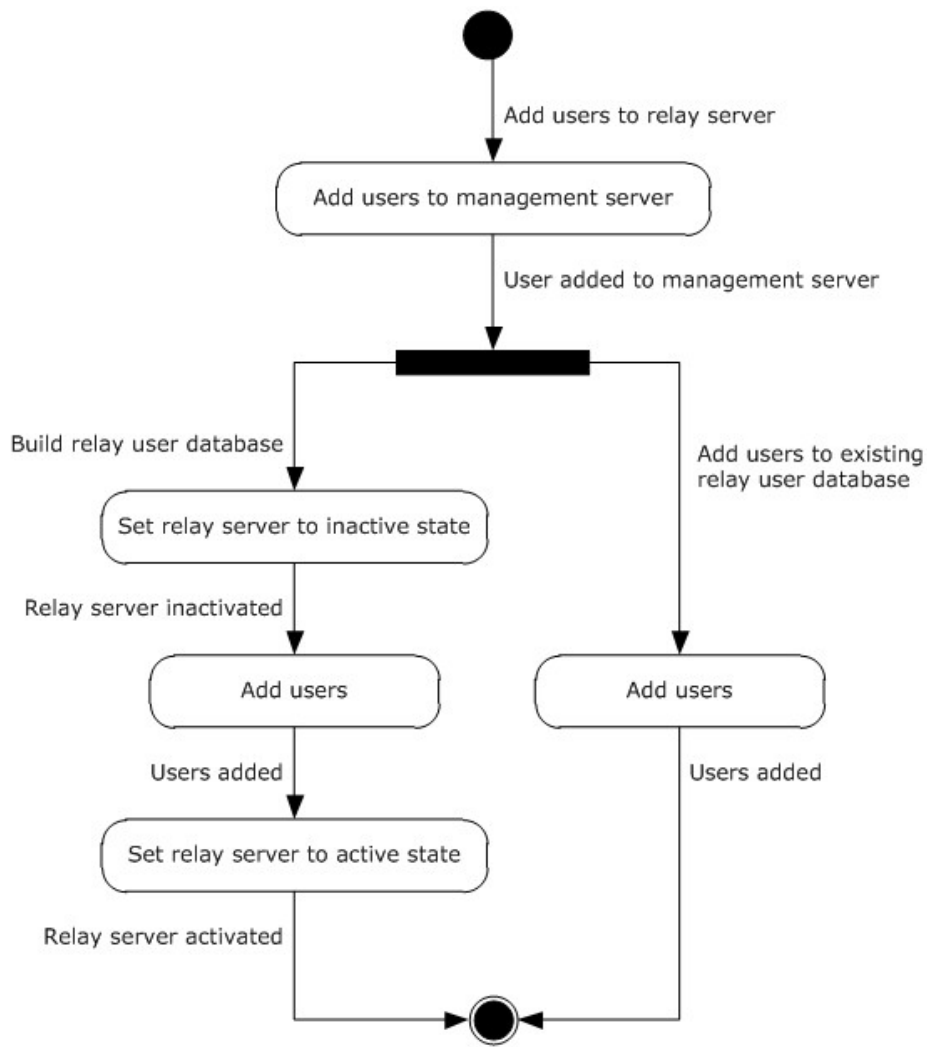 Add users to relay server
Add users to management server
User added to management server
Build relay user database
Add users to existing
relay user database
Set relay server to inactive state
Relay server inactivated
Add users
Add users
Users added
Users added
Set relay server to active state
Relay server activated